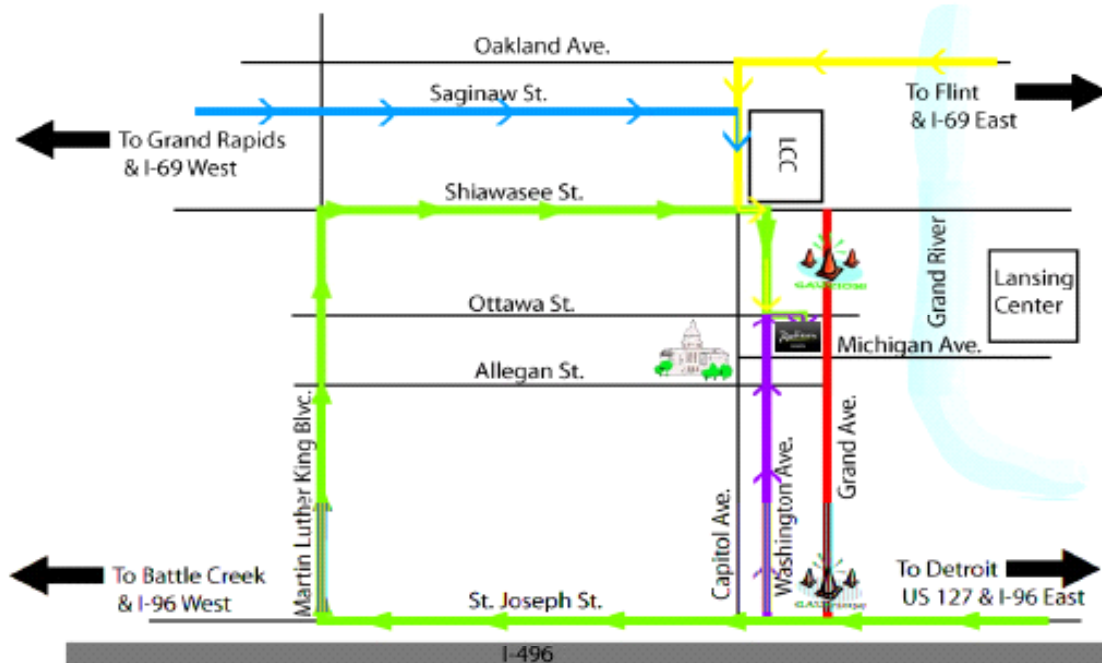 Oakland Ave.
Saginaw St.
To Flint
& I-69 East
To Grand Rapids
& I-69 West
LCC
Shiawasee St.
Grand River
Lansing
Center
Ottawa St.
Radisson
Michigan Ave.
Allegan St.
Martin Luther King Blvc.
Capitol Ave.
Washington Ave.
Grand Ave.
To Battle Creek
& I-96 West
To Detroit
US 127 & I-96 East
St. Joseph St.
I-496